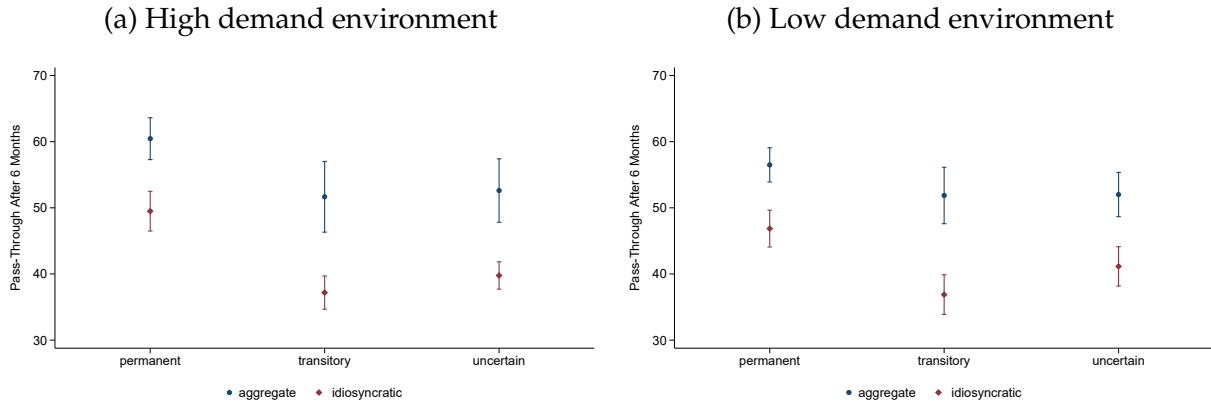 (a) High demand environment
Pass-Through After 6 Months
70
60
50
40
30
permanent transitory uncertain
aggregate idiosyncratic
(b) Low demand environment
Pass-Through After 6 Months
70
60
50
40
30
permanent transitory uncertain
aggregate idiosyncratic